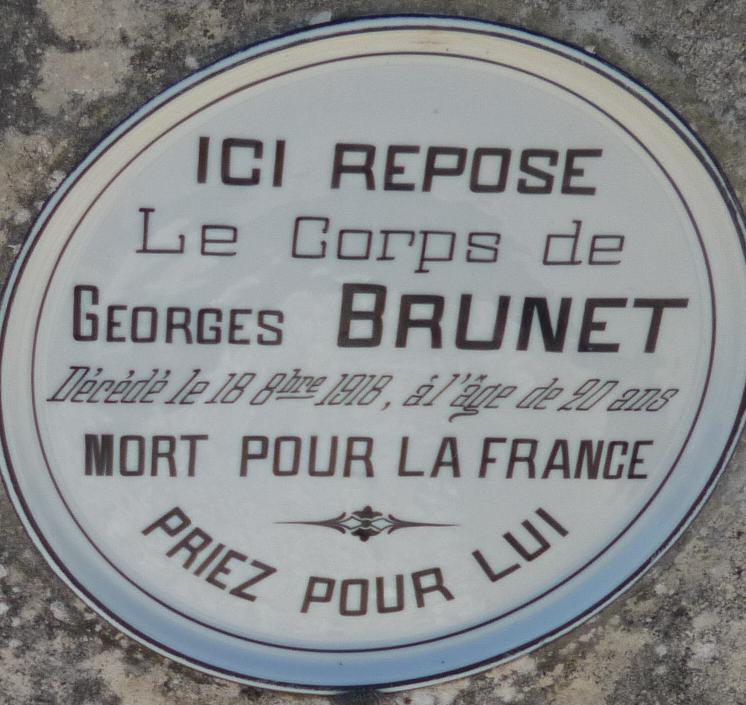 ICI REPOSE
Le Corps de
GEORGES BRUNET
Décédé le 18 8bre 1918, á l'âge de 20 ans
MORT POUR LA FRANCE
PRIEZ POUR LUI